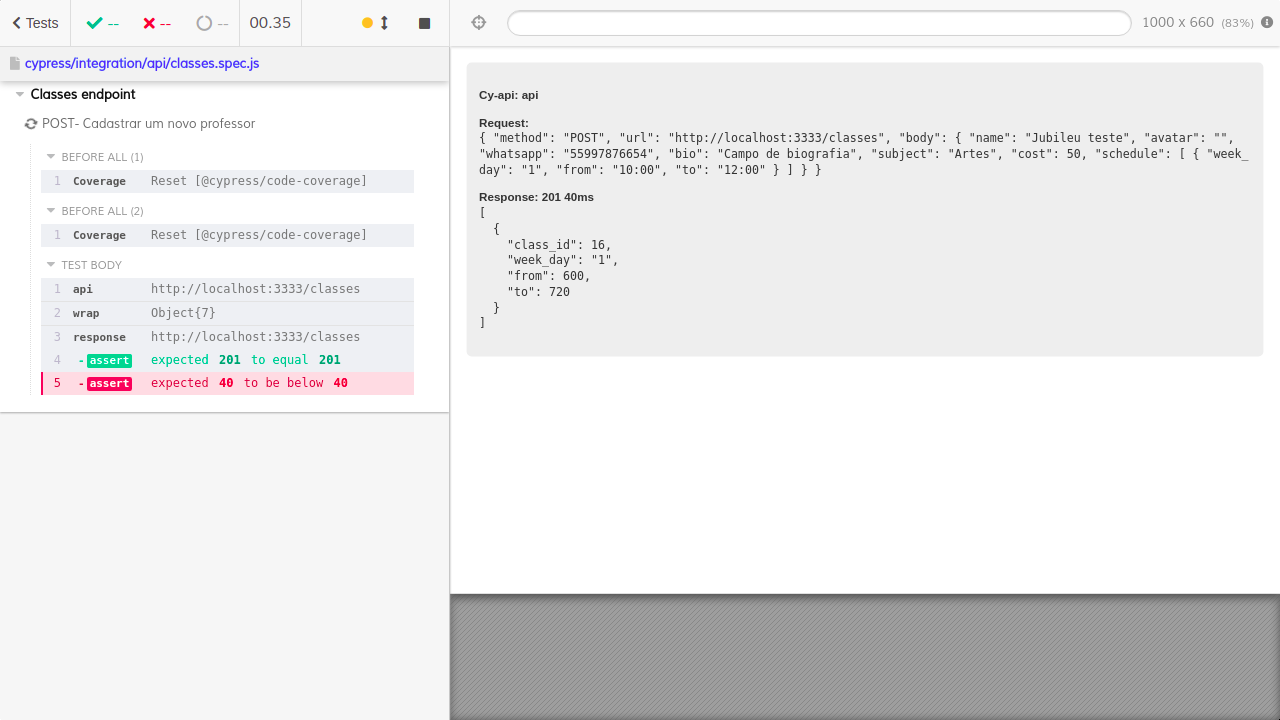 Tests -- -- -- 00.35
1000 x 660 (83%)
cypress/integration/api/classes.spec.js
Classes endpoint
POST- Cadastrar um novo professor
BEFORE ALL (1)
1 Coverage Reset [@cypress/code-coverage]
BEFORE ALL (2)
1 Coverage Reset [@cypress/code-coverage]
TEST BODY
1 api http://localhost:3333/classes
2 wrap Object{7}
3 response http://localhost:3333/classes
4 -assert expected 201 to equal 201
5 -assert expected 40 to be below 40
Cy-api: api
Request:
{ "method": "POST", "url": "http://localhost:3333/classes", "body": { "name": "Jubileu teste", "avatar": "",
"whatsapp": "55997876654", "bio": "Campo de biografia", "subject": "Artes", "cost": 50, "schedule": [ { "week_
day": "1", "from": "10:00", "to": "12:00" } ] } }
Response: 201 40ms
[
{
"class_id": 16,
"week_day": "1",
"from": 600,
"to": 720
}
]